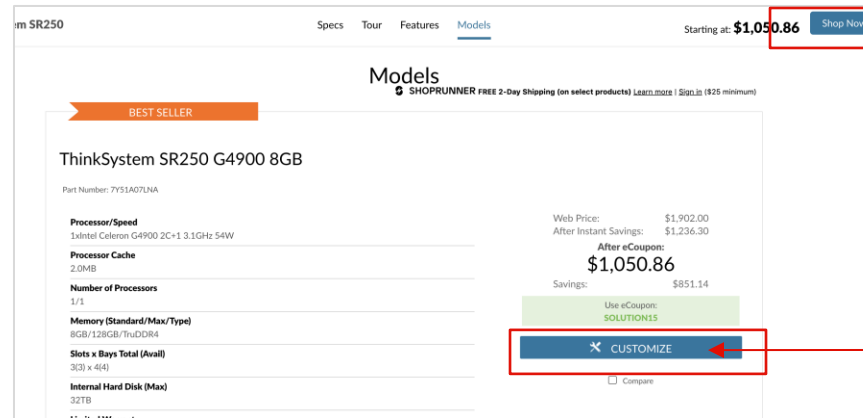 m SR250
Specs Tour Features Models
Starting at: $1,050.86 Shop Now
Models
SHOPRUNNER FREE 2-Day Shipping (on select products) Learn more | Sign in ($25 minimum)
BEST SELLER
ThinkSystem SR250 G4900 8GB
Part Number: 7Y51A07LNA
Processor/Speed
1xIntel Celeron G4900 2C+1 3.1GHz 54W
Processor Cache
2.0MB
Number of Processors
1/1
Memory (Standard/Max/Type)
8GB/128GB/TruDDR4
Slots x Bays Total (Avail)
3(3) x 4(4)
Internal Hard Disk (Max)
32TB
Web Price: $1,902.00
After Instant Savings: $1,236.30
After eCoupon:
$1,050.86
Savings: $851.14
Use eCoupon:
SOLUTION15
CUSTOMIZE
Compare